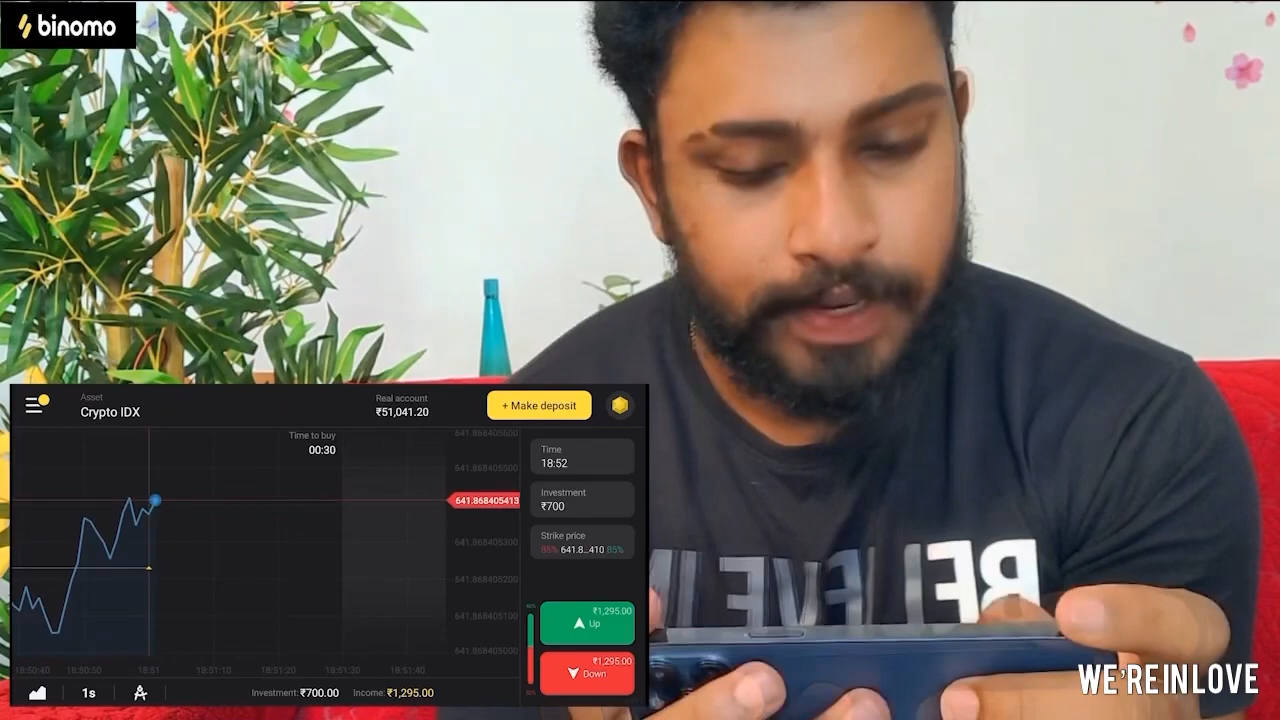 binomo
Asset
Crypto IDX
Real account
₹51,041.20
+ Make deposit
Time to buy
00:30
641.868405600
641.868405500
641.868405413
641.868405300
641.868405200
641.868405100
641.868405000
Time
18:52
Investment
₹700
Strike price
85% 641.8...410 85%
₹1,295.00
Up
₹1,295.00
Down
18:50:40 18:50:50 18:51 18:51:10 18:51:20 18:51:30 18:51:40
1s
Investment: ₹700.00 Income: ₹1,295.00
BELIEVE IN
WE'REINLOVE